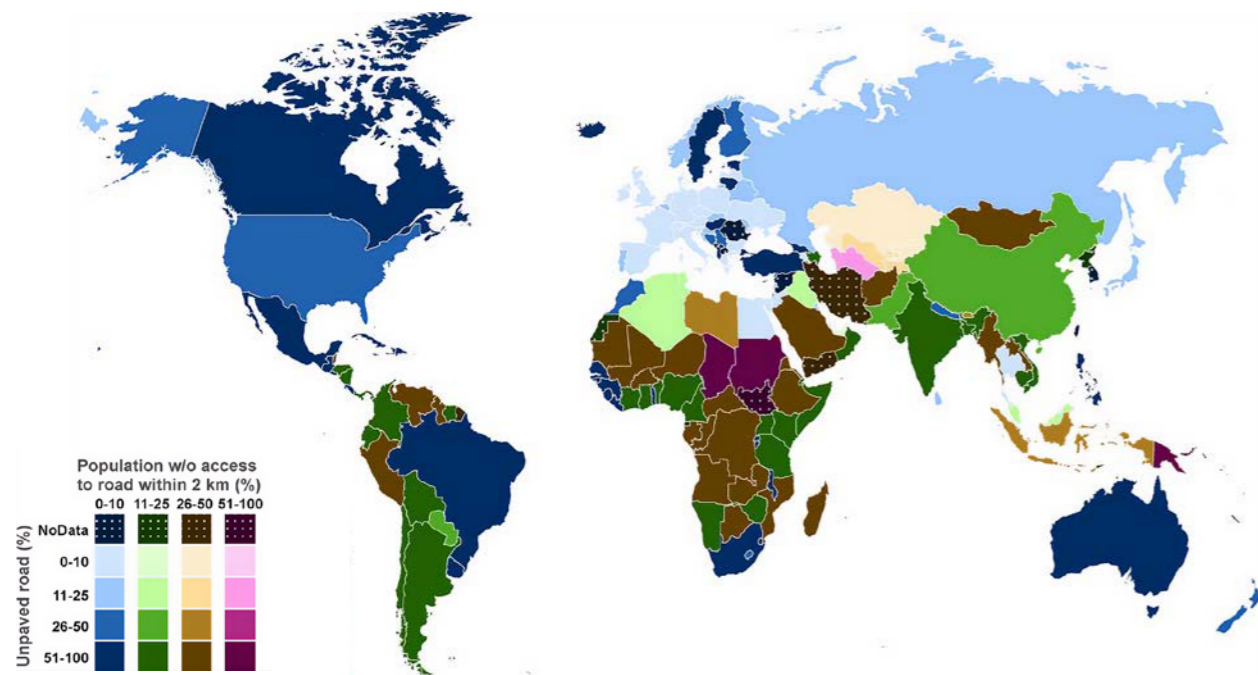 Population w/o access
to road within 2 km (%)
0-10 11-25 26-50 51-100
Unpaved road (%)
NoData
0-10
11-25
26-50
51-100